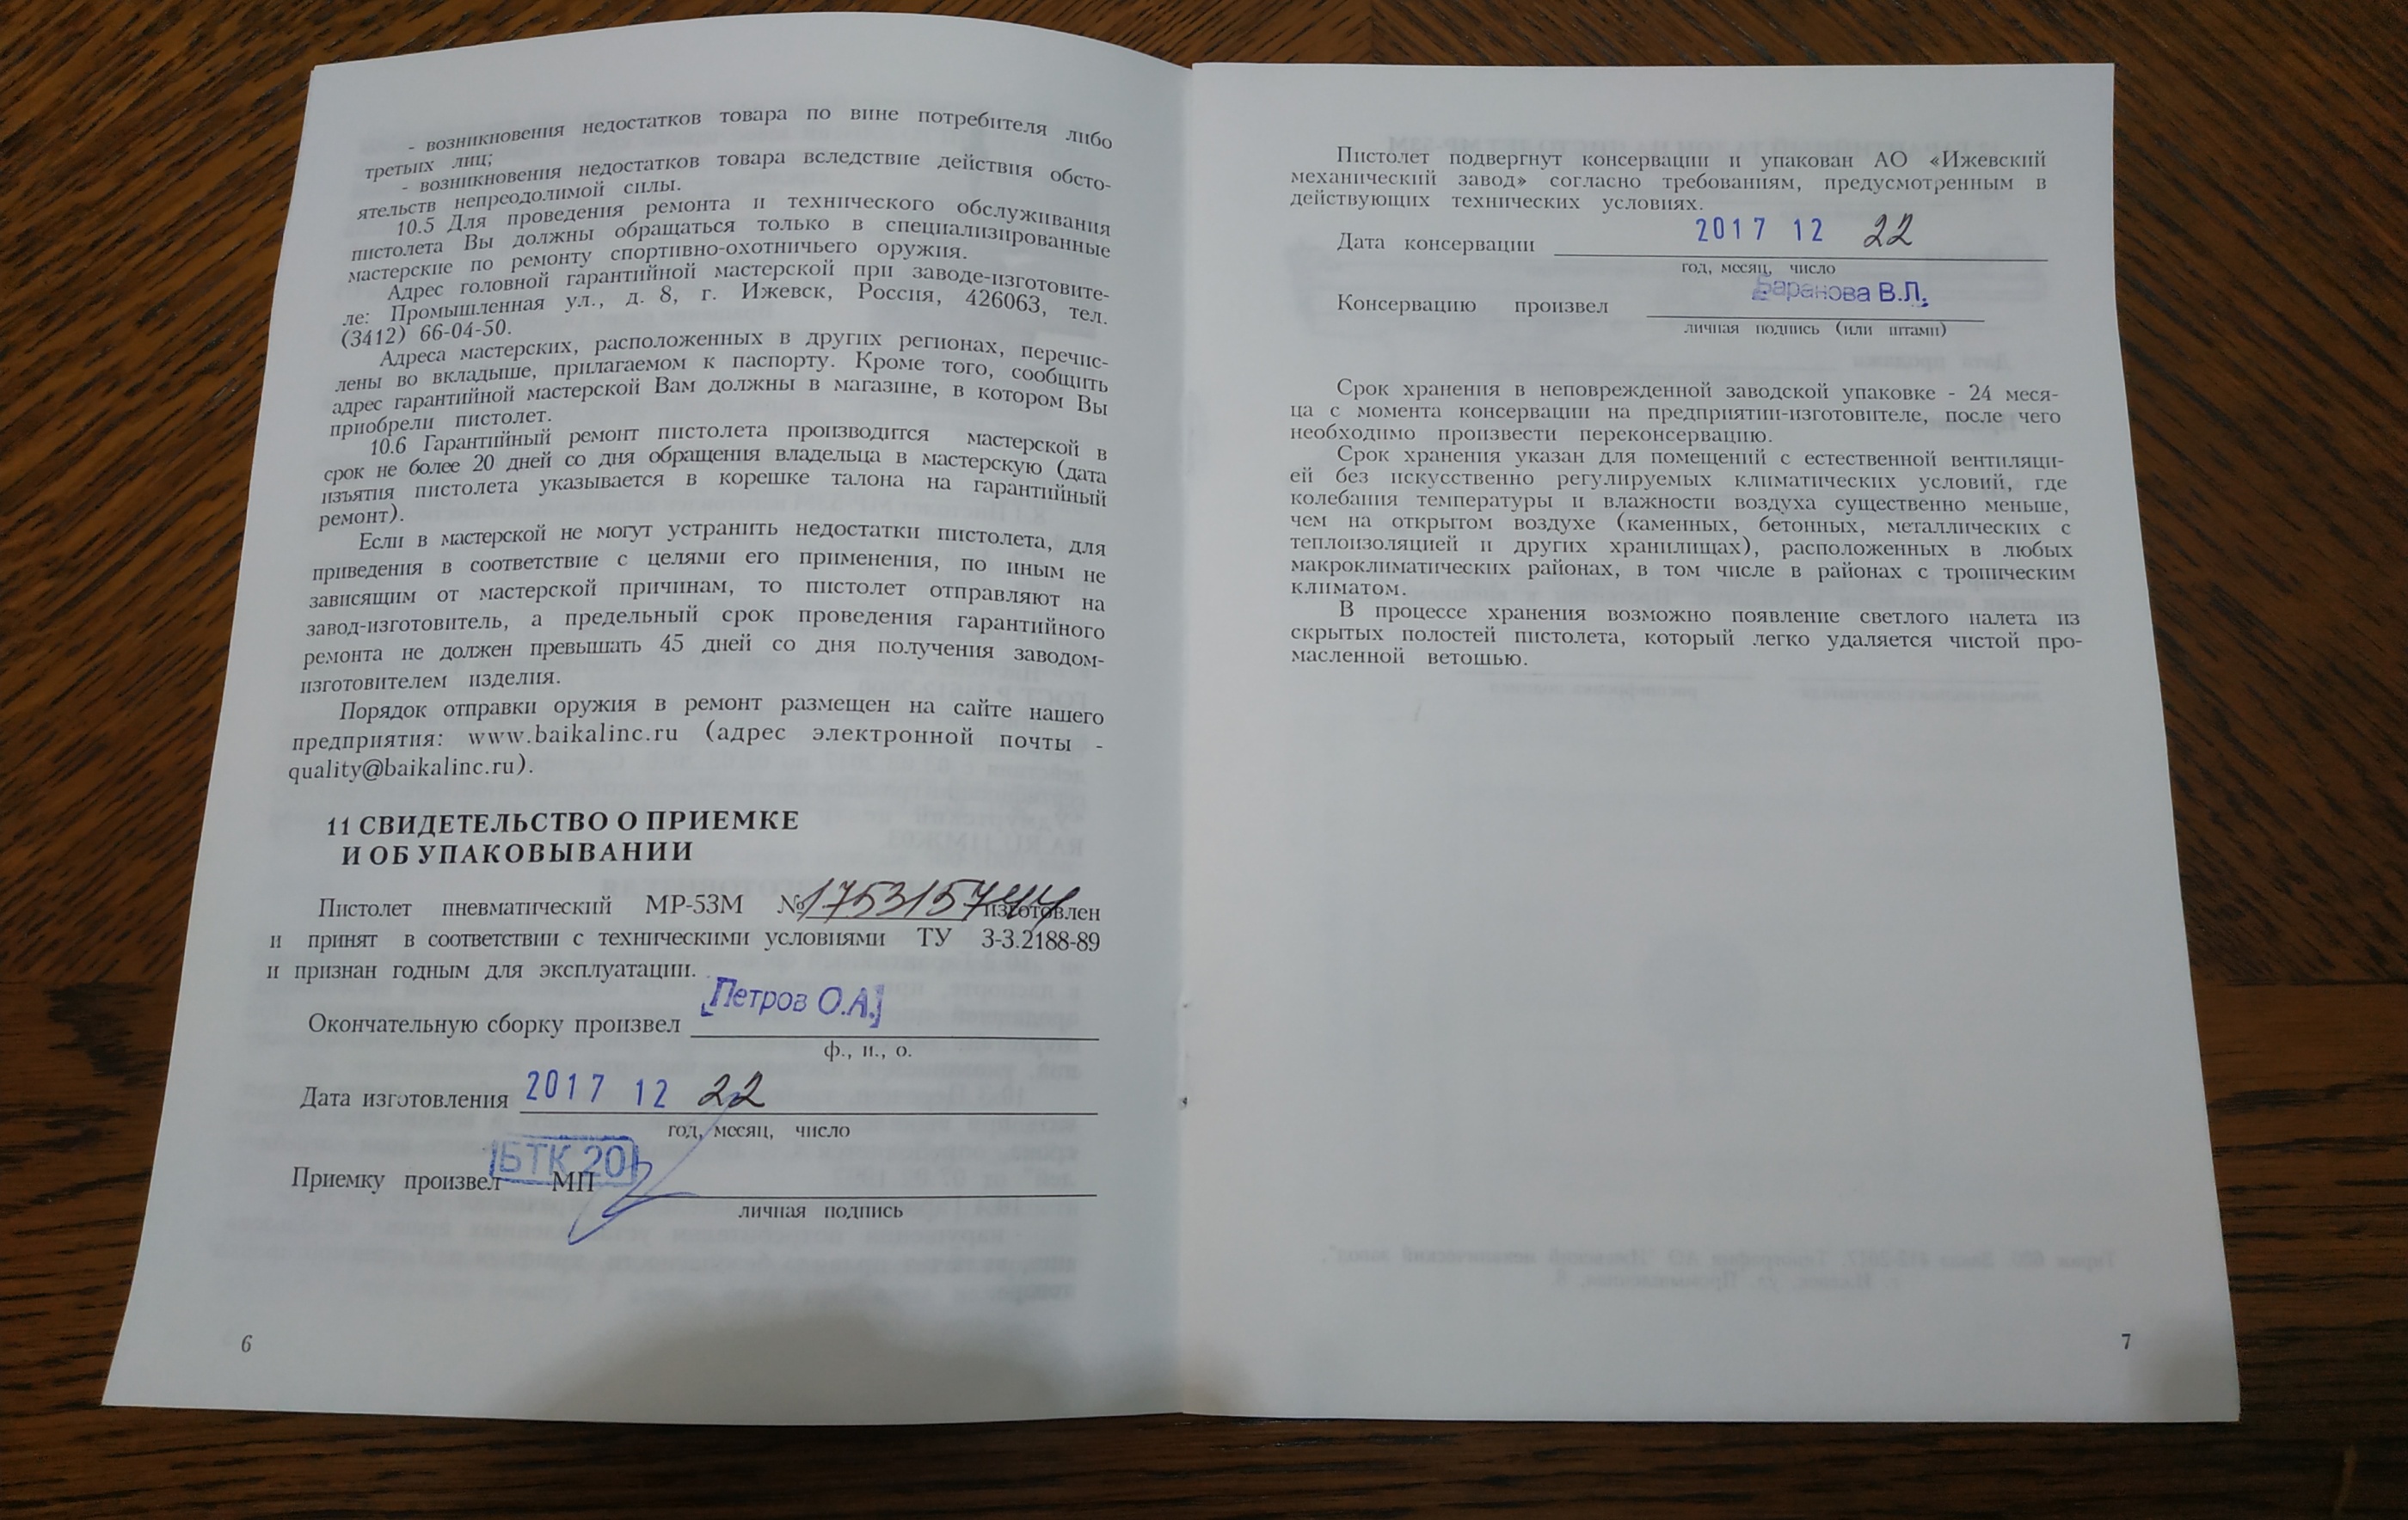 - возникновения недостатков товара по вине потребителя либо
третьих лиц;
- возникновения недостатков товара вследствие действия обсто-
ятельств непреодолимой силы.
10.5 Для проведения ремонта и технического обслуживания
пистолета Вы должны обращаться только в специализированные
мастерские по ремонту спортивно-охотничьего оружия.
Адрес головной гарантийной мастерской при заводе-изготовите-
ле: Промышленная ул., д. 8, г. Ижевск, Россия, 426063, тел.
(3412) 66-04-50.
Адреса мастерских, расположенных в других регионах, перечис-
лены во вкладыше, прилагаемом к паспорту. Кроме того, сообщить
адрес гарантийной мастерской Вам должны в магазине, в котором Вы
приобрели пистолет.
10.6 Гарантийный ремонт пистолета производится мастерской в
срок не более 20 дней со дня обращения владельца в мастерскую (дата
изъятия пистолета указывается в корешке талона на гарантийный
ремонт).
Если в мастерской не могут устранить недостатки пистолета, для
приведения в соответствие с целями его применения, по иным не
зависящим от мастерской причинам, то пистолет отправляют на
завод-изготовитель, а предельный срок проведения гарантийного
ремонта не должен превышать 45 дней со дня получения заводом-
изготовителем изделия.
Порядок отправки оружия в ремонт размещен на сайте нашего
предприятия: www.baikalinc.ru (адрес электронной почты -
quality@baikalinc.ru).
11 СВИДЕТЕЛЬСТВО О ПРИЕМКЕ
И ОБ УПАКОВЫВАНИИ
Пистолет пневматический МР-53М № изготовлен
и принят в соответствии с техническими условиями ТУ 3-3.2188-89
и признан годным для эксплуатации.
Окончательную сборку произвел Петров О.А.
ф., и., о.
Дата изготовления 2017 12 22
год, месяц, число
БТК 20
Приемку произвел МП
личная подпись
6
Пистолет подвергнут консервации и упакован АО «Ижевский
механический завод» согласно требованиям, предусмотренным в
действующих технических условиях.
Дата консервации 2017 12 22
год, месяц, число
Консервацию произвел Баранова В.Л.
личная подпись (или штамп)
Срок хранения в неповрежденной заводской упаковке - 24 меся-
ца с момента консервации на предприятии-изготовителе, после чего
необходимо произвести переконсервацию.
Срок хранения указан для помещений с естественной вентиляци-
ей без искусственно регулируемых климатических условий, где
колебания температуры и влажности воздуха существенно меньше,
чем на открытом воздухе (каменных, бетонных, металлических с
теплоизоляцией и других хранилищах), расположенных в любых
макроклиматических районах, в том числе в районах с тропическим
климатом.
В процессе хранения возможно появление светлого налета из
скрытых полостей пистолета, который легко удаляется чистой про-
масленной ветошью.
7